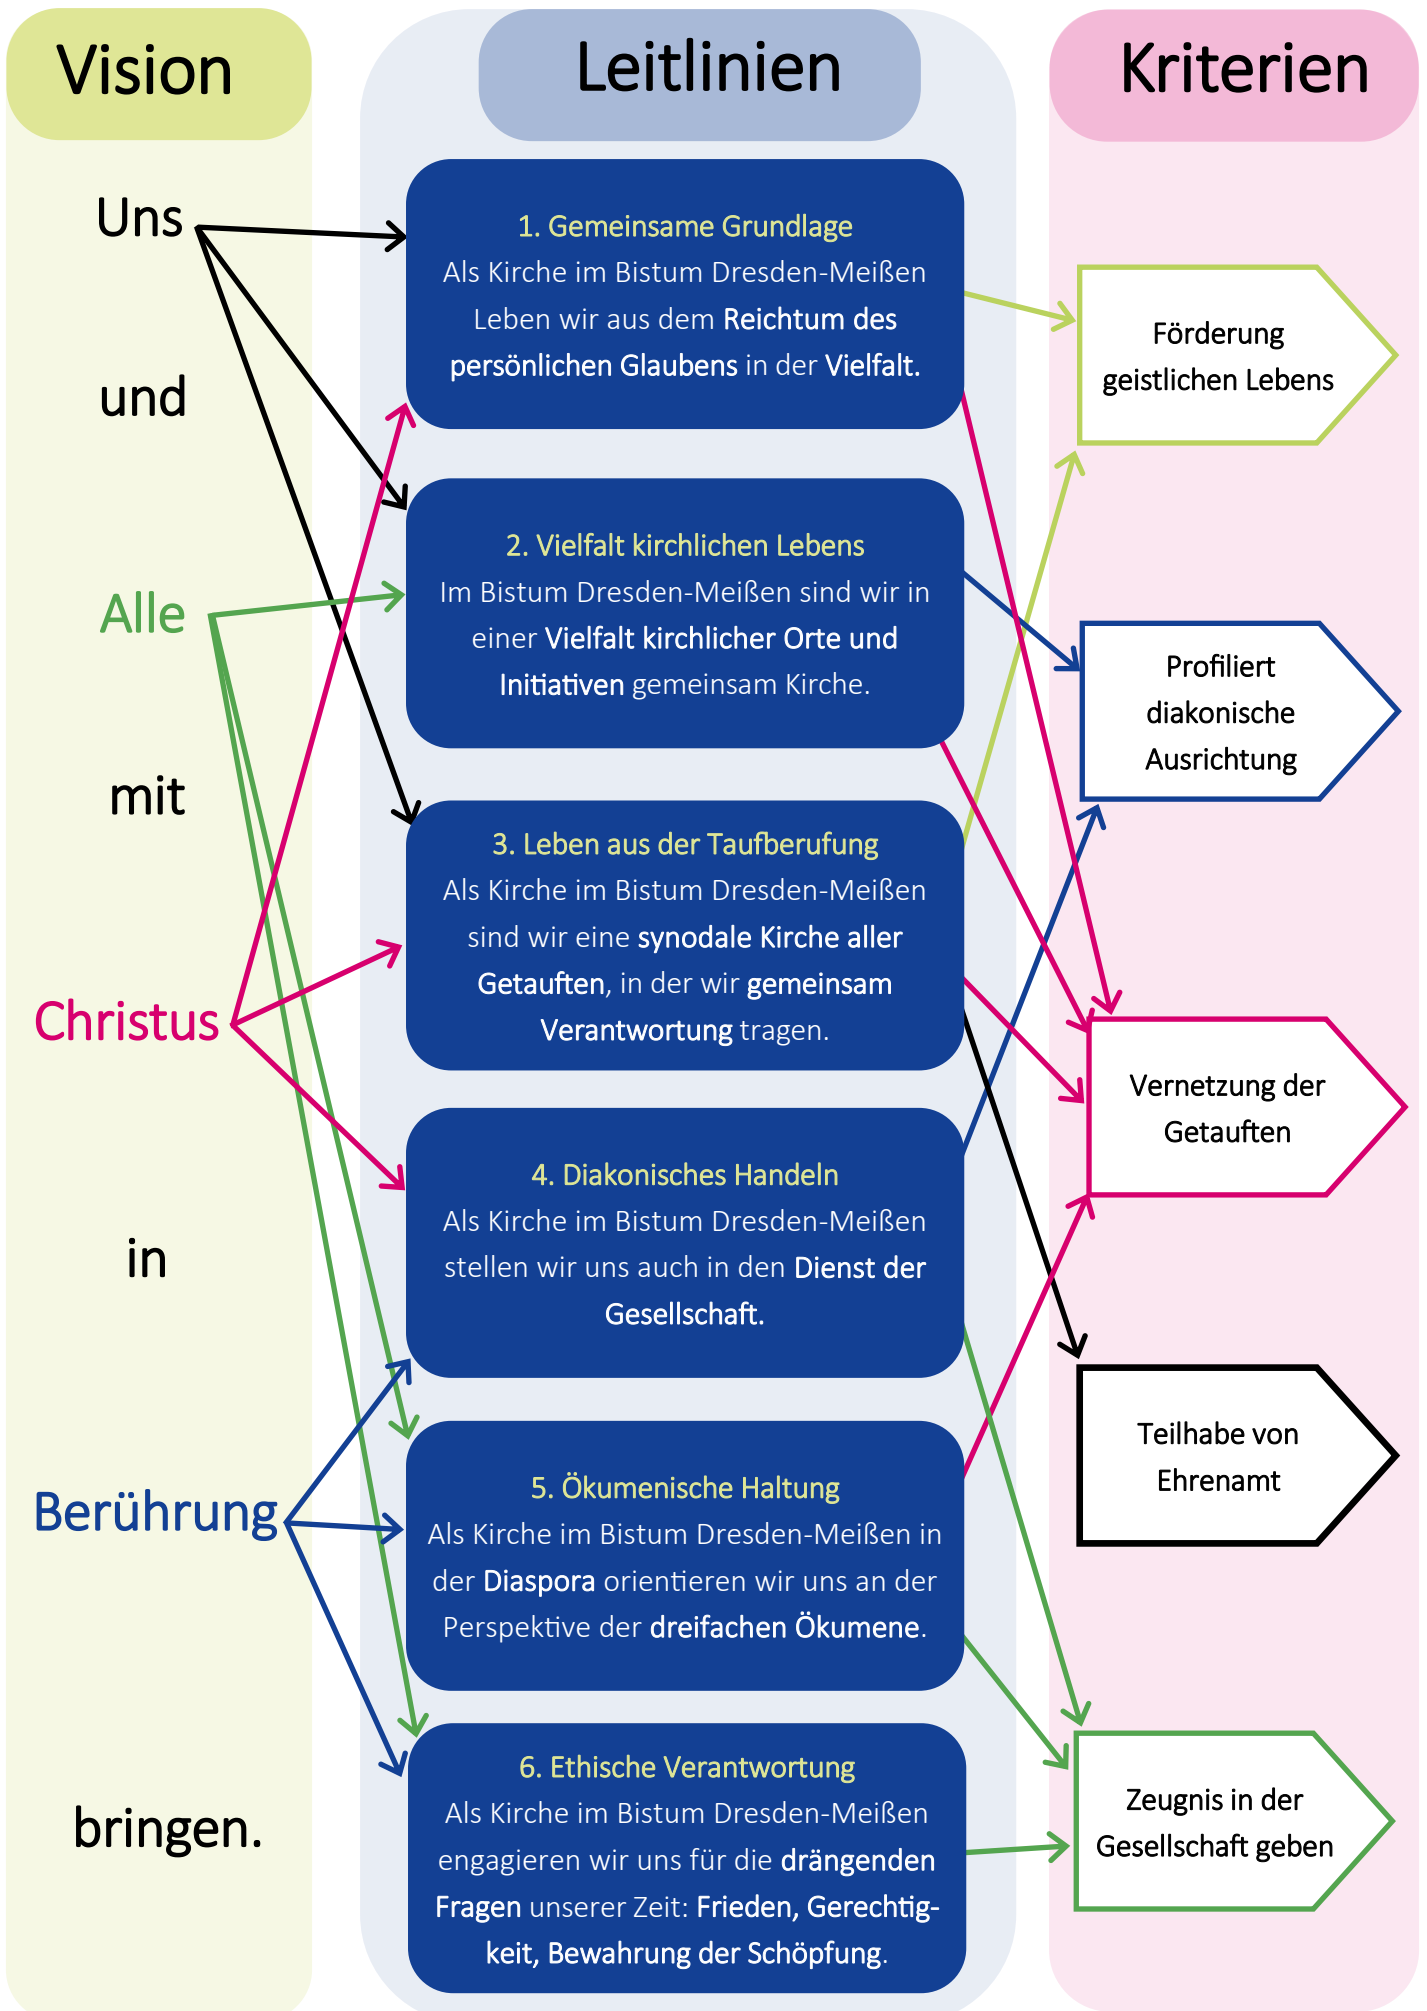 Vision
Uns
und
Alle
mit
Christus
in
Berührung
bringen.
Leitlinien
1. Gemeinsame Grundlage
Als Kirche im Bistum Dresden-Meißen
Leben wir aus dem Reichtum des
persönlichen Glaubens in der Vielfalt.
2. Vielfalt kirchlichen Lebens
Im Bistum Dresden-Meißen sind wir in
einer Vielfalt kirchlicher Orte und
Initiativen gemeinsam Kirche.
3. Leben aus der Taufberufung
Als Kirche im Bistum Dresden-Meißen
sind wir eine synodale Kirche aller
Getauften, in der wir gemeinsam
Verantwortung tragen.
4. Diakonisches Handeln
Als Kirche im Bistum Dresden-Meißen
stellen wir uns auch in den Dienst der
Gesellschaft.
5. Ökumenische Haltung
Als Kirche im Bistum Dresden-Meißen in
der Diaspora orientieren wir uns an der
Perspektive der dreifachen Ökumene.
6. Ethische Verantwortung
Als Kirche im Bistum Dresden-Meißen
engagieren wir uns für die drängenden
Fragen unserer Zeit: Frieden, Gerechtig-
keit, Bewahrung der Schöpfung.
Kriterien
Förderung
geistlichen Lebens
Profiliert
diakonische
Ausrichtung
Vernetzung der
Getauften
Teilhabe von
Ehrenamt
Zeugnis in der
Gesellschaft geben